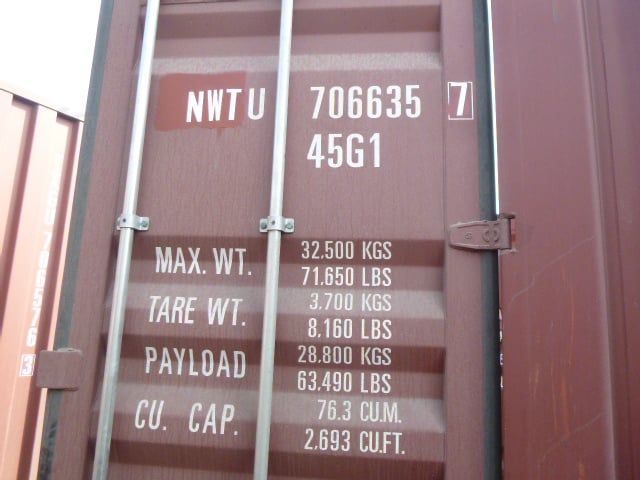 NWTU 706635 7
45G1
MAX. WT. 32.500 KGS
71.650 LBS
TARE WT. 3.700 KGS
8.160 LBS
PAYLOAD 28.800 KGS
63.490 LBS
CU. CAP. 76.3 CU.M.
2.693 CU.FT.